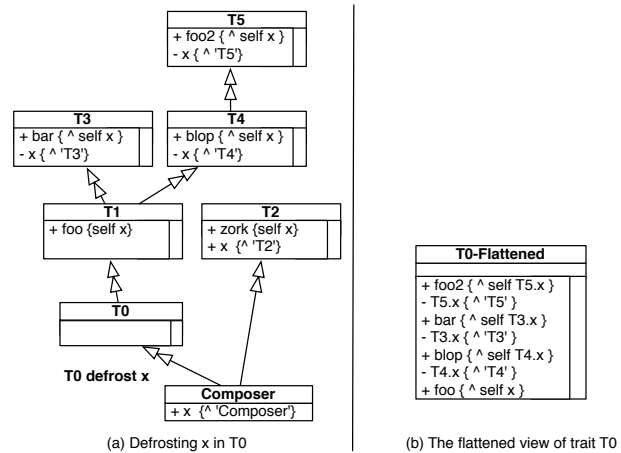 T5
+ foo2 { ^ self x }
- x { ^ 'T5'}
T3
+ bar { ^ self x }
- x { ^ 'T3'}
T4
+ blop { ^ self x }
- x { ^ 'T4'}
T1
+ foo {self x}
T2
+ zork {self x}
+ x {^ 'T2'}
T0
T0 defrost x
Composer
+ x {^ 'Composer'}
(a) Defrosting x in T0
T0-Flattened
+ foo2 { ^ self T5.x }
- T5.x { ^ 'T5' }
+ bar { ^ self T3.x }
- T3.x { ^ 'T3' }
+ blop { ^ self T4.x }
- T4.x { ^ 'T4' }
+ foo { ^ self x }
(b) The flattened view of trait T0